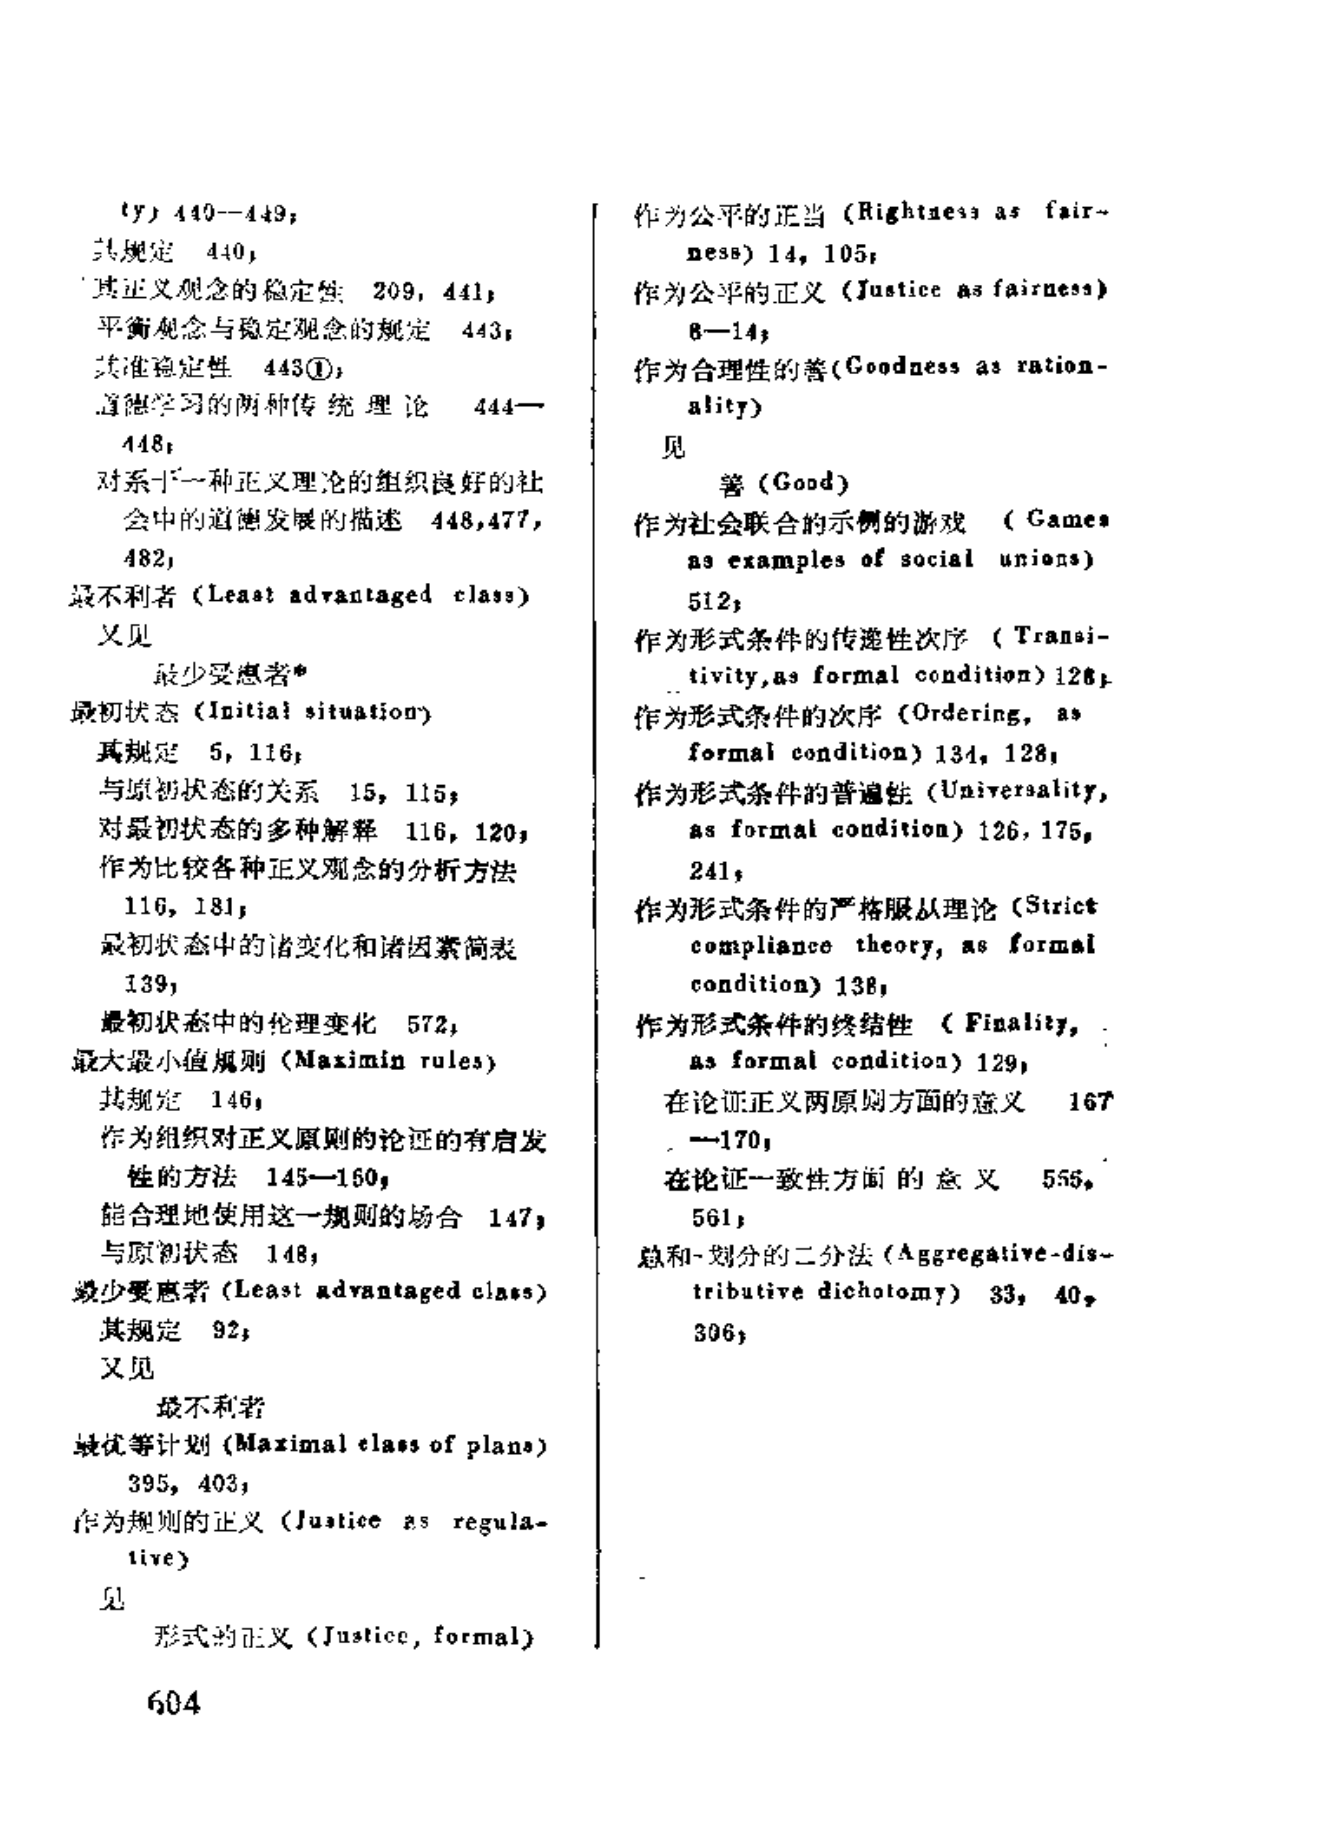 ty) 440—449;
其规定 440;
其正义观念的稳定性 209, 441;
平衡观念与稳定观念的规定 443;
其准稳定性 443①;
道德学习的两种传统理论 444—
448;
对系于一种正义理论的组织良好的社
会中的道德发展的描述 448,477,
482;
最不利者 (Least advantaged class)
又见
最少受惠者*
最初状态 (Initial situation)
其规定 5, 116;
与原初状态的关系 15, 115;
对最初状态的多种解释 116, 120;
作为比较各种正义观念的分析方法
116, 181;
最初状态中的诸变化和诸因素简表
139;
最初状态中的伦理变化 572;
最大最小值规则 (Maximin rules)
其规定 146;
作为组织对正义原则的论证的有启发
性的方法 145—160;
能合理地使用这一规则的场合 147;
与原初状态 148;
最少受惠者 (Least advantaged class)
其规定 92;
又见
最不利者
最优等计划 (Maximal class of plans)
395, 403;
作为规则的正义 (Justice as regula-
tive)
见
形式的正义 (Justice, formal)
604
作为公平的正当 (Rightness as fair-
ness) 14, 105;
作为公平的正义 (Justice as fairness)
8—14;
作为合理性的善(Goodness as ration-
ality)
见
善 (Good)
作为社会联合的示例的游戏 ( Games
as examples of social unions)
512;
作为形式条件的传递性次序 ( Transi-
tivity,as formal condition) 128;
作为形式条件的次序 (Ordering, as
formal condition) 134, 128;
作为形式条件的普遍性 (Universality,
as formal condition) 126, 175,
241;
作为形式条件的严格服从理论 (Strict
compliance theory, as formal
condition) 138;
作为形式条件的终结性 ( Finality,
as formal condition) 129;
在论证正义两原则方面的意义 167
—170;
在论证一致性方面的意义 555,
561;
总和-划分的二分法 (Aggregative-dis-
tributive dichotomy) 33, 40,
306;